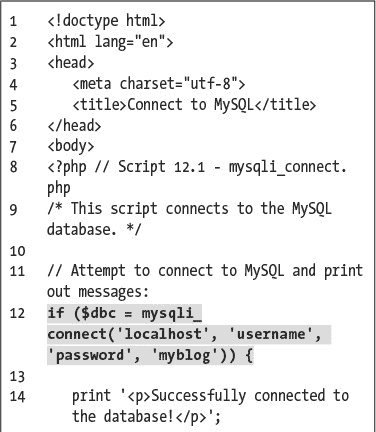 1 <!doctype html>
2 <html lang="en">
3 <head>
4 <meta charset="utf-8">
5 <title>Connect to MySQL</title>
6 </head>
7 <body>
8 <?php // Script 12.1 - mysqli_connect.
php
9 /* This script connects to the MySQL
database. */
10
11 // Attempt to connect to MySQL and print
out messages:
12 if ($dbc = mysqli_
connect('localhost', 'username',
'password', 'myblog')) {
13
14 print '<p>Successfully connected to
the database!</p>';